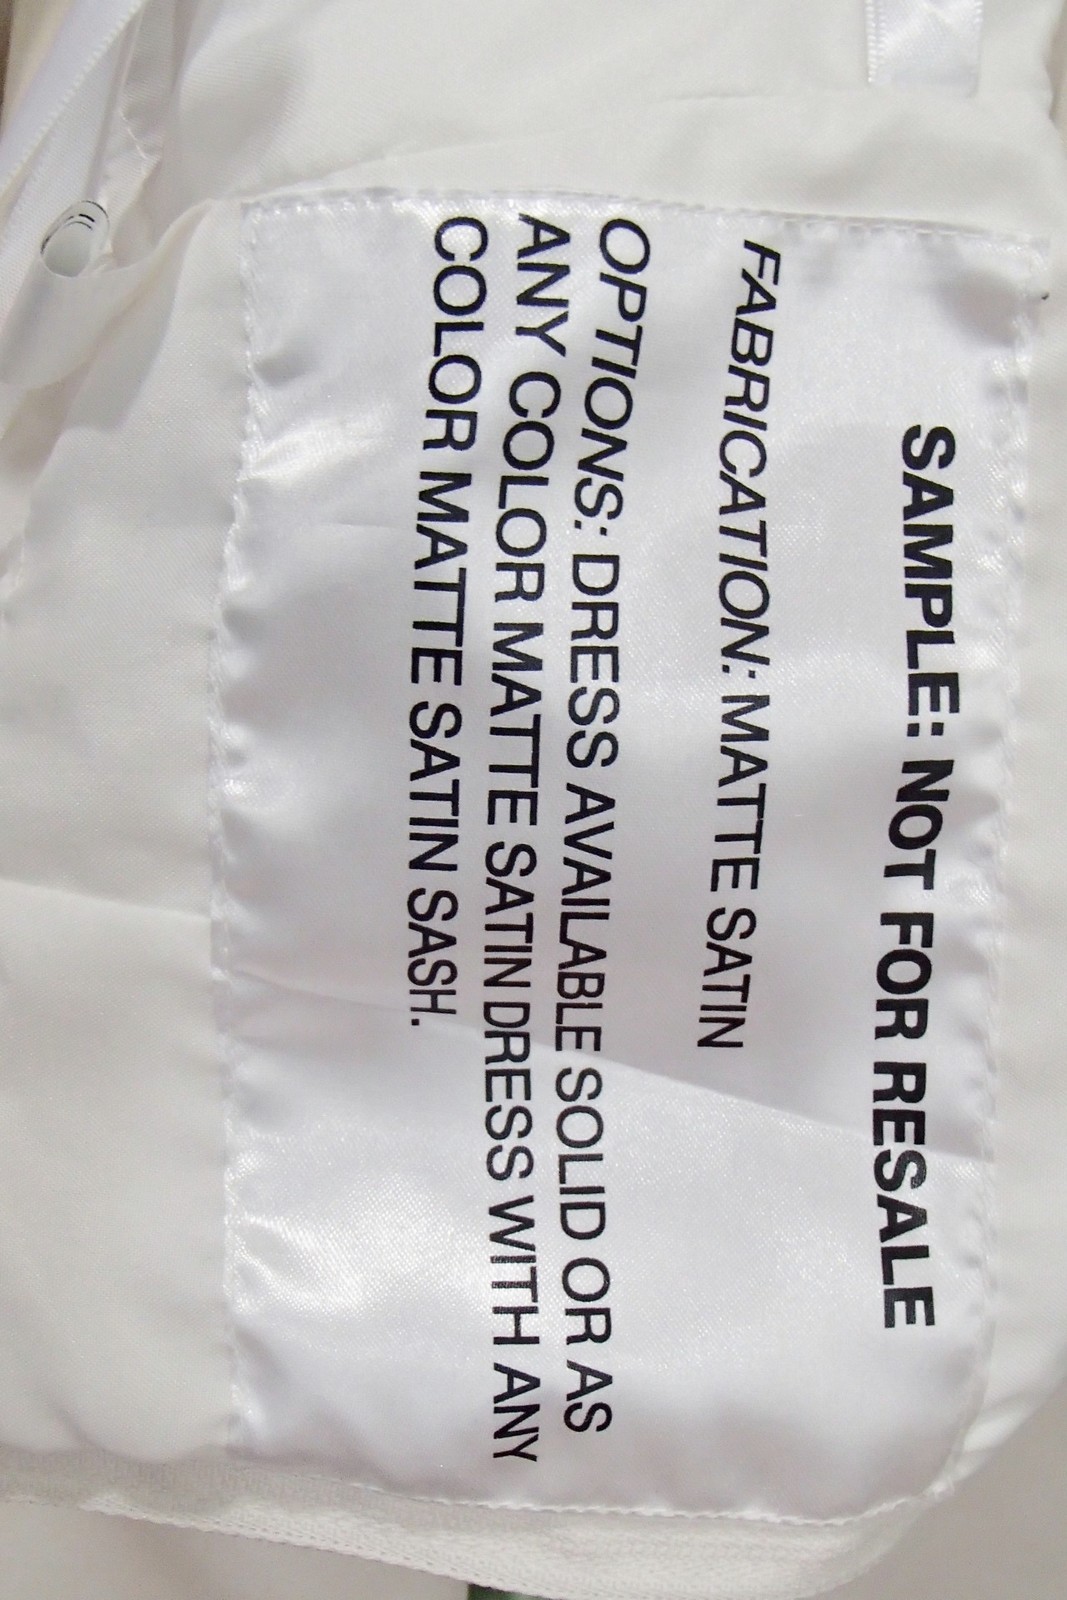 SAMPLE: NOT FOR RESALE
FABRICATION: MATTE SATIN
OPTIONS: DRESS AVAILABLE SOLID OR AS
ANY COLOR MATTE SATIN DRESS WITH ANY
COLOR MATTE SATIN SASH.